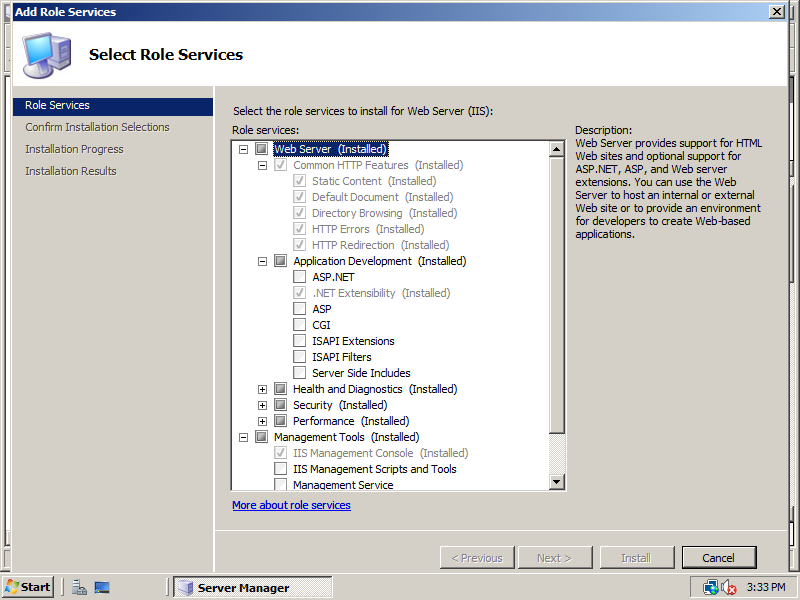 Add Role Services
Select Role Services
Role Services
Confirm Installation Selections
Installation Progress
Installation Results
Select the role services to install for Web Server (IIS):
Role services:
Web Server (Installed)
Common HTTP Features (Installed)
Static Content (Installed)
Default Document (Installed)
Directory Browsing (Installed)
HTTP Errors (Installed)
HTTP Redirection (Installed)
Application Development (Installed)
ASP.NET
.NET Extensibility (Installed)
ASP
CGI
ISAPI Extensions
ISAPI Filters
Server Side Includes
Health and Diagnostics (Installed)
Security (Installed)
Performance (Installed)
Management Tools (Installed)
IIS Management Console (Installed)
IIS Management Scripts and Tools
Management Service
More about role services
Description:
Web Server provides support for HTML
Web sites and optional support for
ASP.NET, ASP, and Web server
extensions. You can use the Web
Server to host an internal or external
Web site or to provide an environment
for developers to create Web-based
applications.
< Previous
Next >
Install
Cancel
Start
Server Manager
3:33 PM